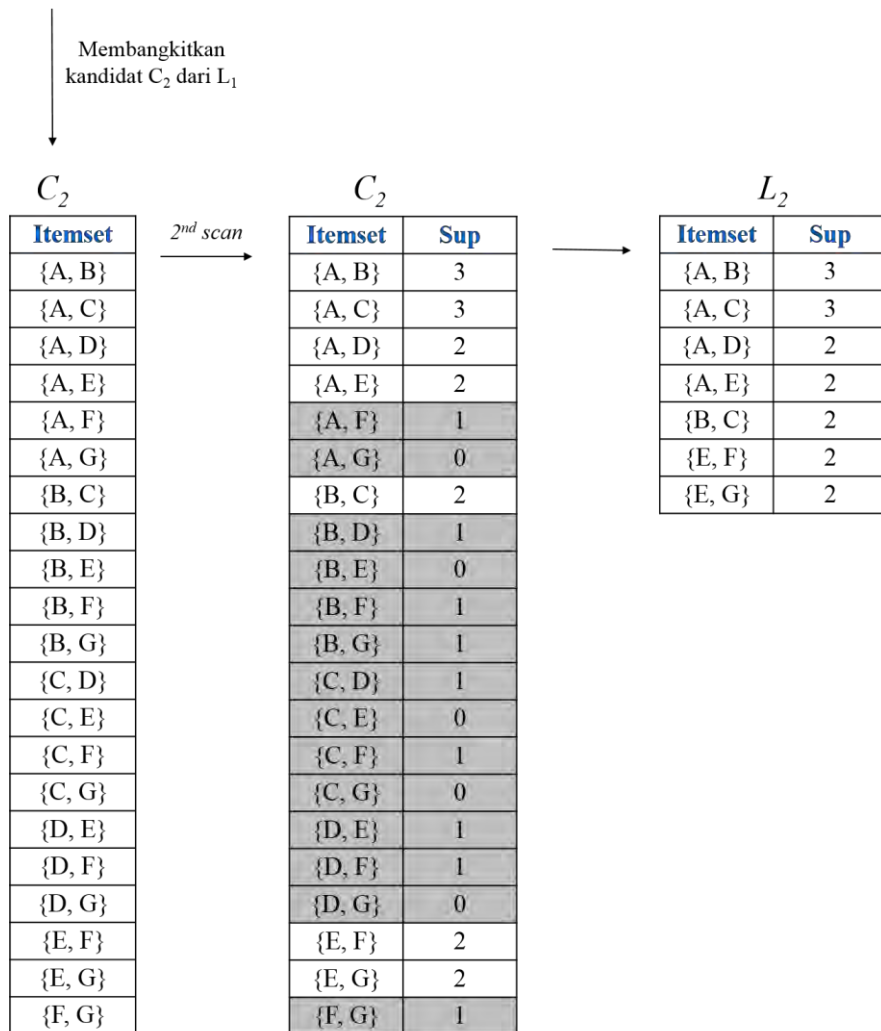 Membangkitkan
kandidat C₂ dari L₁
C₂
2nd scan
C₂
L₂
Itemset
Itemset Sup
Itemset Sup
{A, B} {A, B} 3 {A, B} 3
{A, C} {A, C} 3 {A, C} 3
{A, D} {A, D} 2 {A, D} 2
{A, E} {A, E} 2 {A, E} 2
{A, F} {A, F} 1 {B, C} 2
{A, G} {A, G} 0 {E, F} 2
{B, C} {B, C} 2 {E, G} 2
{B, D} {B, D} 1
{B, E} {B, E} 0
{B, F} {B, F} 1
{B, G} {B, G} 1
{C, D} {C, D} 1
{C, E} {C, E} 0
{C, F} {C, F} 1
{C, G} {C, G} 0
{D, E} {D, E} 1
{D, F} {D, F} 1
{D, G} {D, G} 0
{E, F} {E, F} 2
{E, G} {E, G} 2
{F, G} {F, G} 1